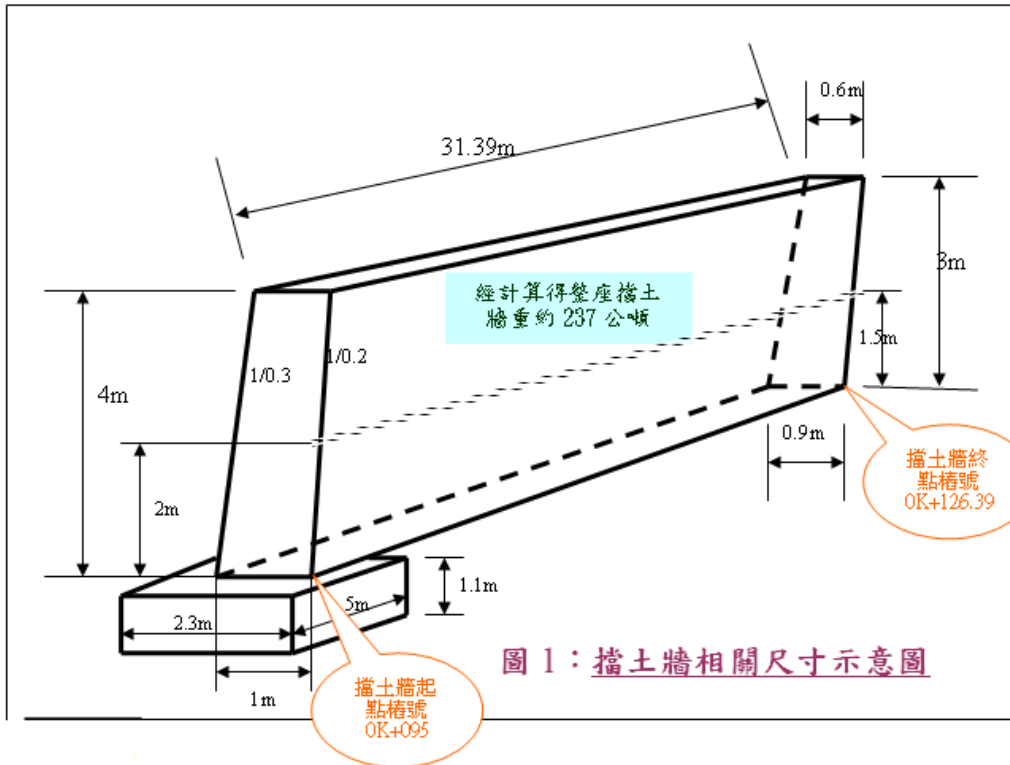 0.6m
31.39m
3m
經計算得整座擋土
牆重約 237 公噸
1/0.3
1/0.2
1.5m
4m
0.9m
擋土牆終
點樁號
0K+126.39
2m
1.1m
5m
2.3m
圖 1：擋土牆相關尺寸示意圖
1m
擋土牆起
點樁號
0K+095